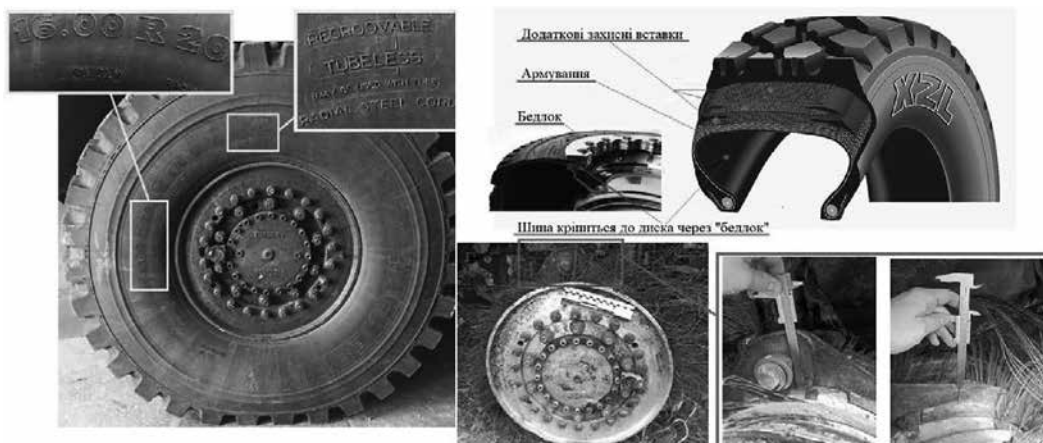 16.00 R 20
REGROOVABLE
TUBELESS
RADIAL STEEL CORD
Додаткові захисні вставки
Армування
Бедлок
XZL
Шина кріпиться до диска через "бедлок"